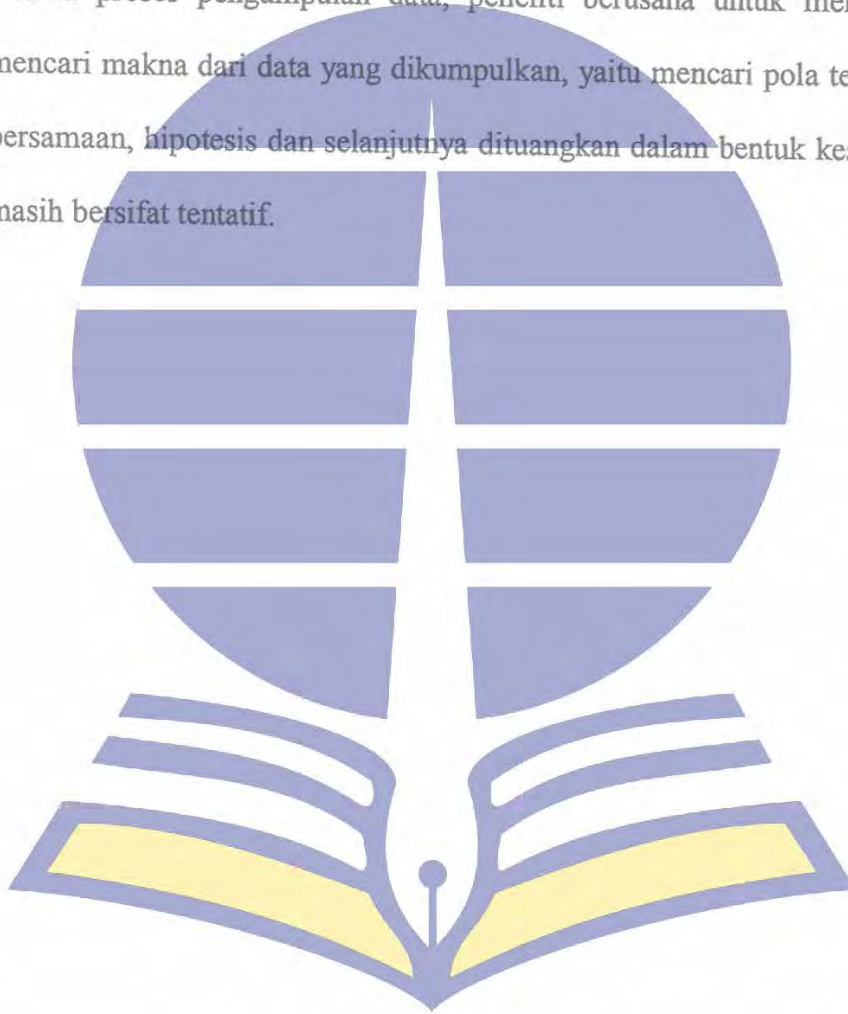 proses pengumpulan data, peneliti berusaha untuk
mencari makna dari data yang dikumpulkan, yaitu mencari pola
persamaan, hipotesis dan selanjutnya dituangkan dalam bentuk
masih bersifat tentatif.